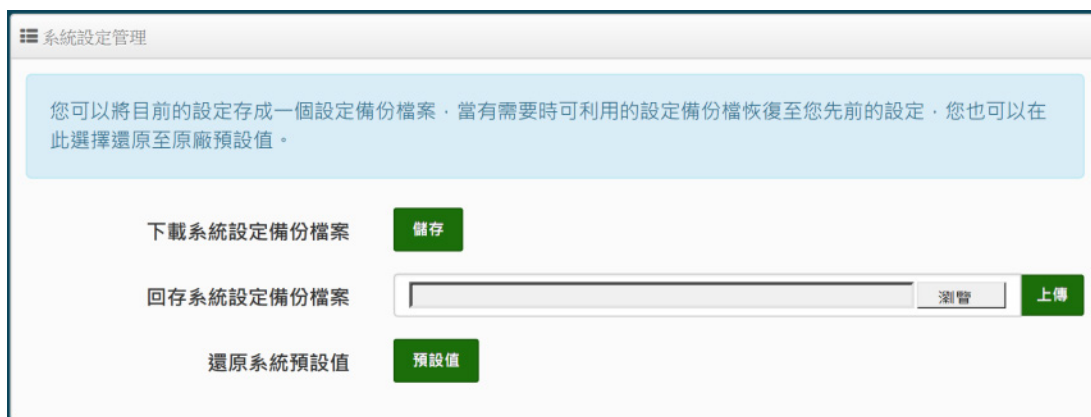 系統設定管理
您可以將目前的設定存成一個設定備份檔案，當有需要時可利用的設定備份檔恢復至您先前的設定，您也可以在
此選擇還原至原廠預設值。
下載系統設定備份檔案 儲存
回存系統設定備份檔案 瀏覽 上傳
還原系統預設值 預設值